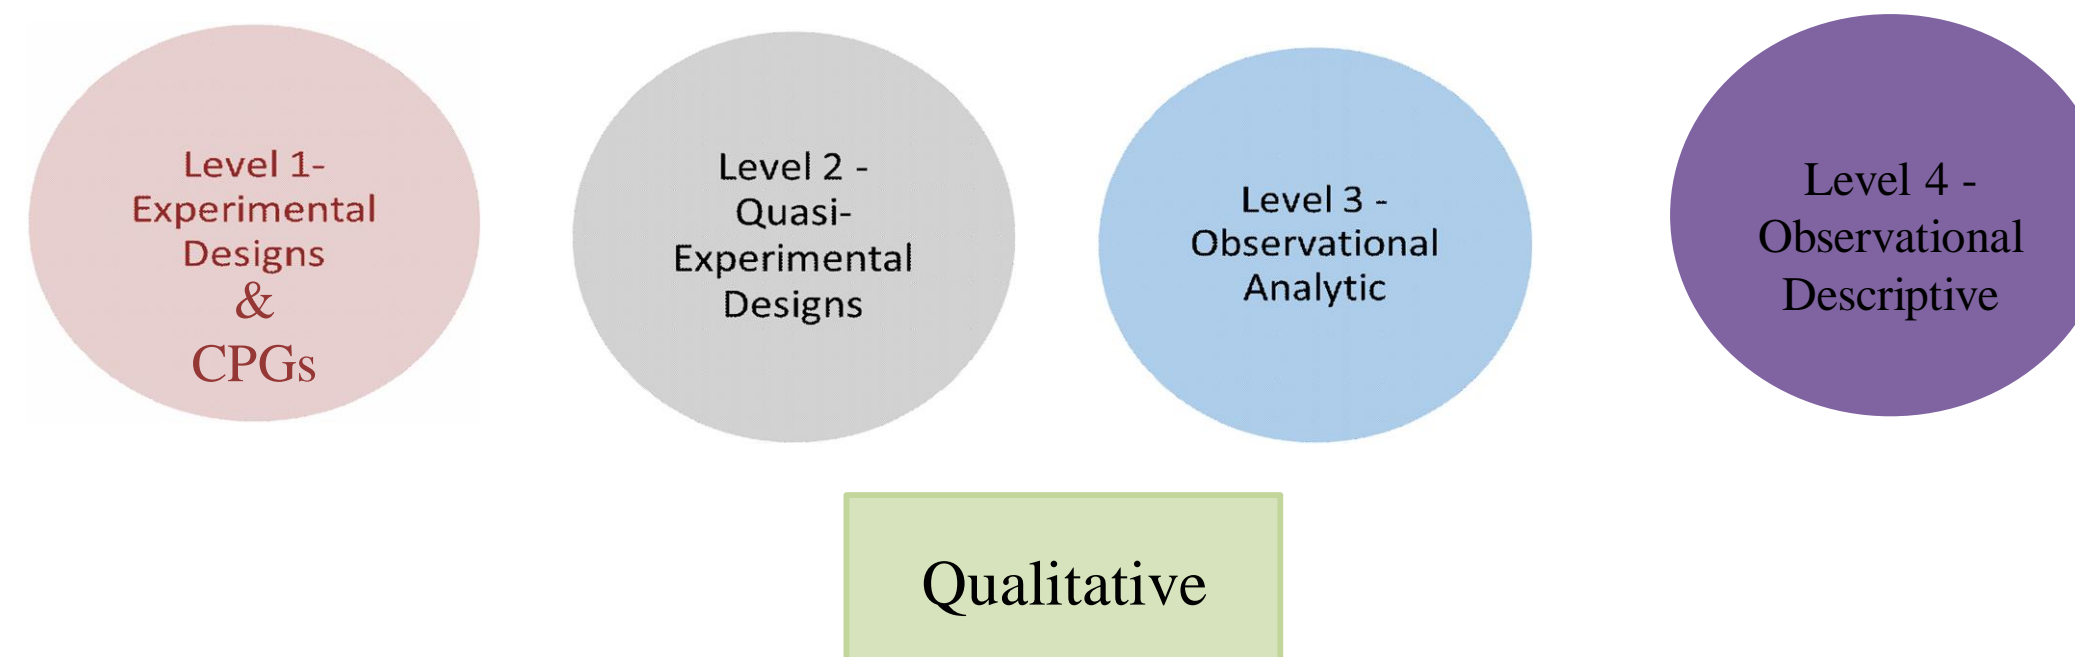 Level 1-
Experimental
Designs
&
CPGs
Level 2 -
Quasi-
Experimental
Designs
Level 3 -
Observational
Analytic
Level 4 -
Observational
Descriptive
Qualitative